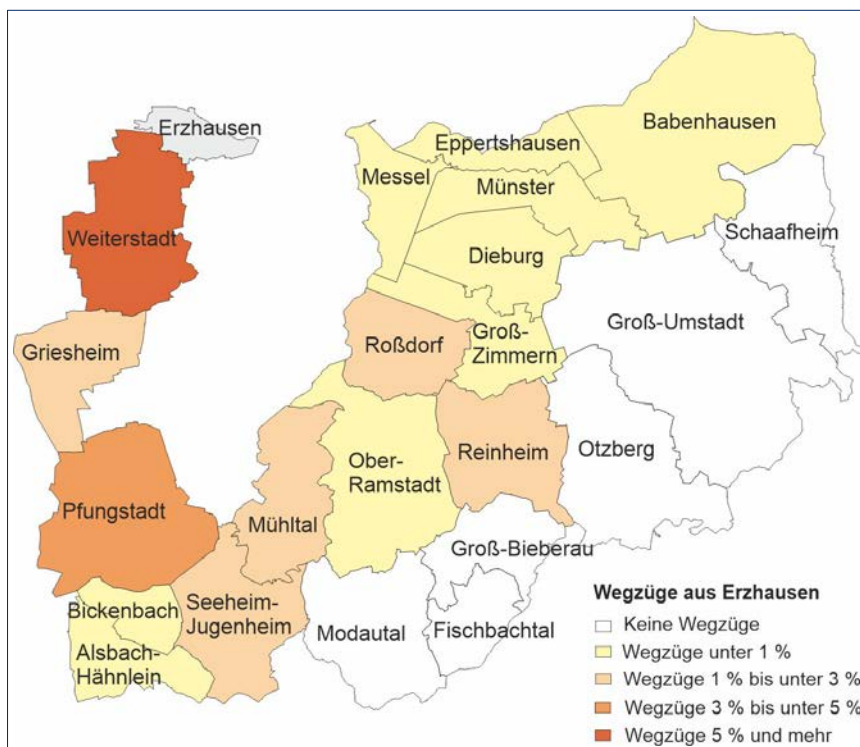 Erzhausen
Babenhausen
Eppertshausen
Messel
Münster
Schaafheim
Weiterstadt
Dieburg
Groß-Umstadt
Griesheim
Roßdorf
Groß-
Zimmern
Otzberg
Reinheim
Ober-
Ramstadt
Pfungstadt
Mühltal
Groß-Bieberau
Bickenbach
Seeheim-
Jugenheim
Modautal
Fischbachtal
Alsbach-
Hähnlein
Wegzüge aus Erzhausen
Keine Wegzüge
Wegzüge unter 1 %
Wegzüge 1 % bis unter 3 %
Wegzüge 3 % bis unter 5 %
Wegzüge 5 % und mehr